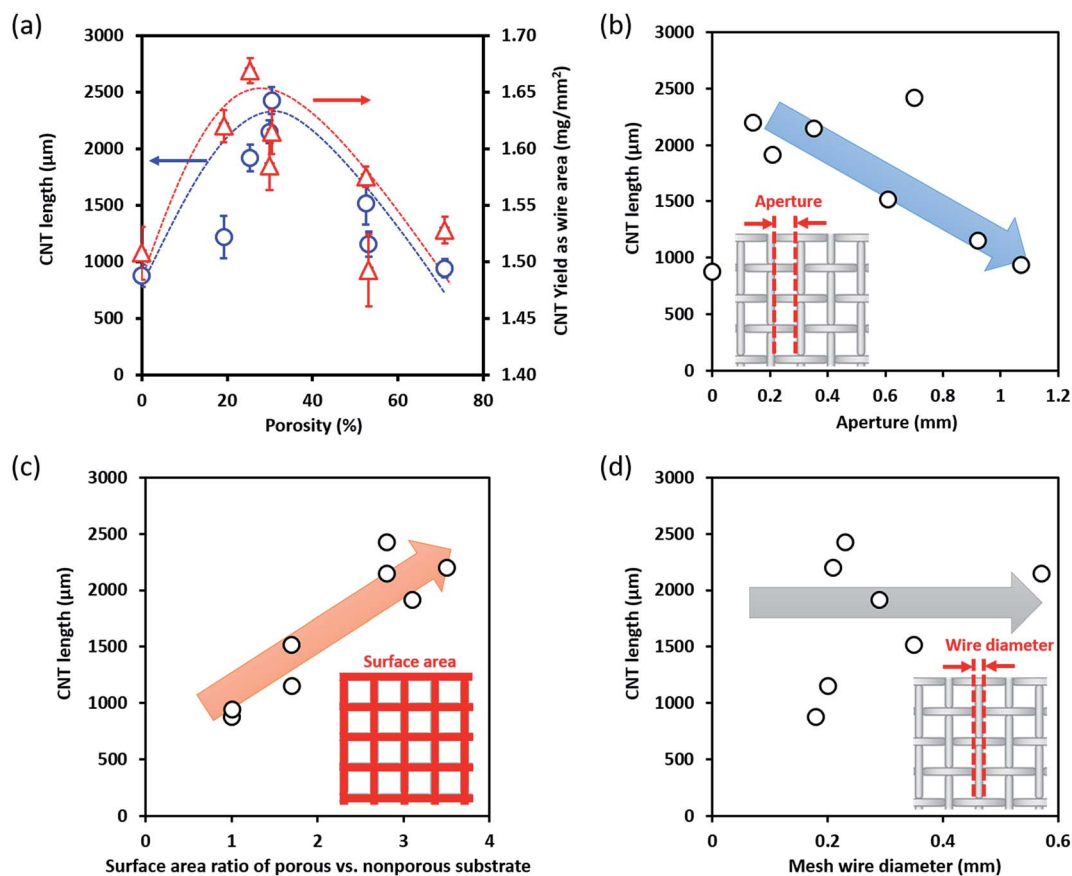 (a)
3000
2500
2000
1500
1000
500
0
CNT length (µm)
1.70
1.65
1.60
1.55
1.50
1.45
1.40
CNT Yield as wire area (mg/mm²)
0 20 40 60 80
Porosity (%)
(b)
3000
2500
2000
1500
1000
500
0
CNT length (µm)
Aperture
0 0.2 0.4 0.6 0.8 1 1.2
Aperture (mm)
(c)
3000
2500
2000
1500
1000
500
0
CNT length (µm)
Surface area
0 1 2 3 4
Surface area ratio of porous vs. nonporous substrate
(d)
3000
2500
2000
1500
1000
500
0
CNT length (µm)
Wire diameter
0 0.2 0.4 0.6
Mesh wire diameter (mm)